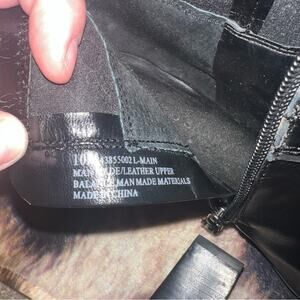 43855002 L-MAIN
MAN MADE/LEATHER UPPER
BALANCE MAN MADE MATERIALS
MADE IN CHINA